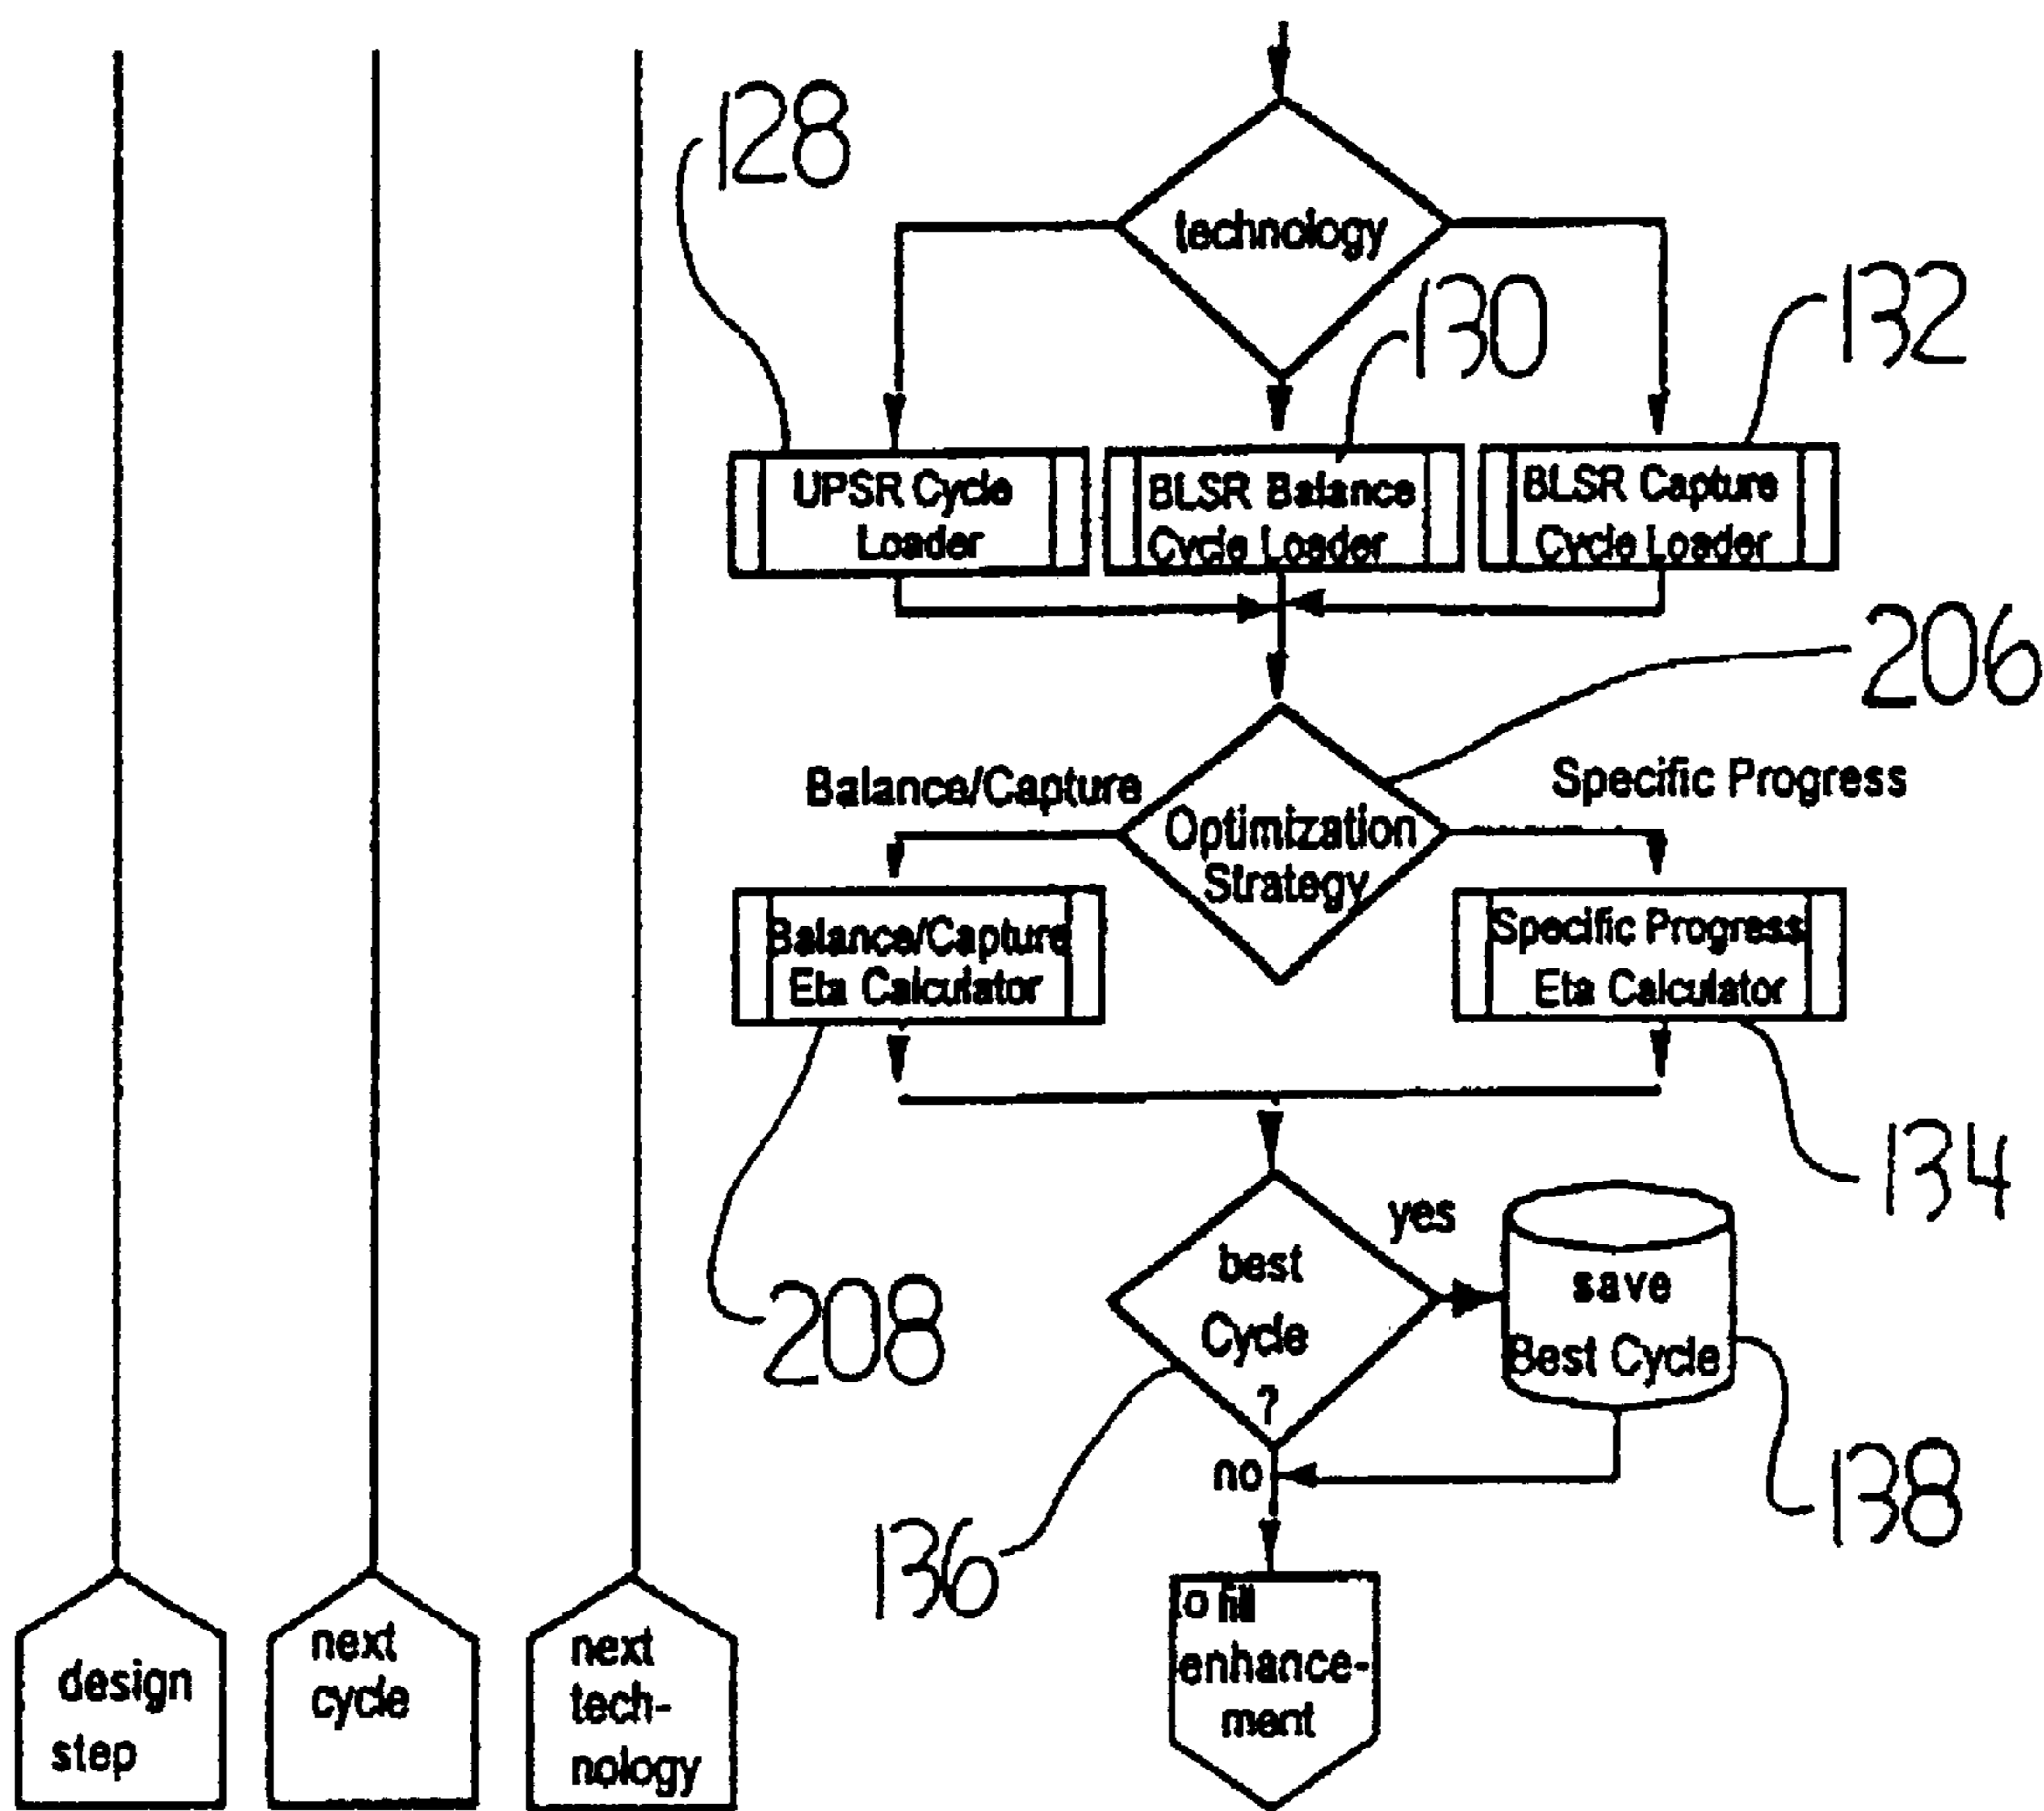 128
technology
130
132
UPSR Cycle
Loader
BLSR Balance
Cycle Loader
BLSR Capture
Cycle Loader
206
Balance/Capture
Specific Progress
Optimization
Strategy
Balance/Capture
Eta Calculator
Specific Progress
Eta Calculator
134
208
best
Cycle
?
yes
save
Best Cycle
no
136
138
design
step
next
cycle
next
tech-
nology
enhance-
ment